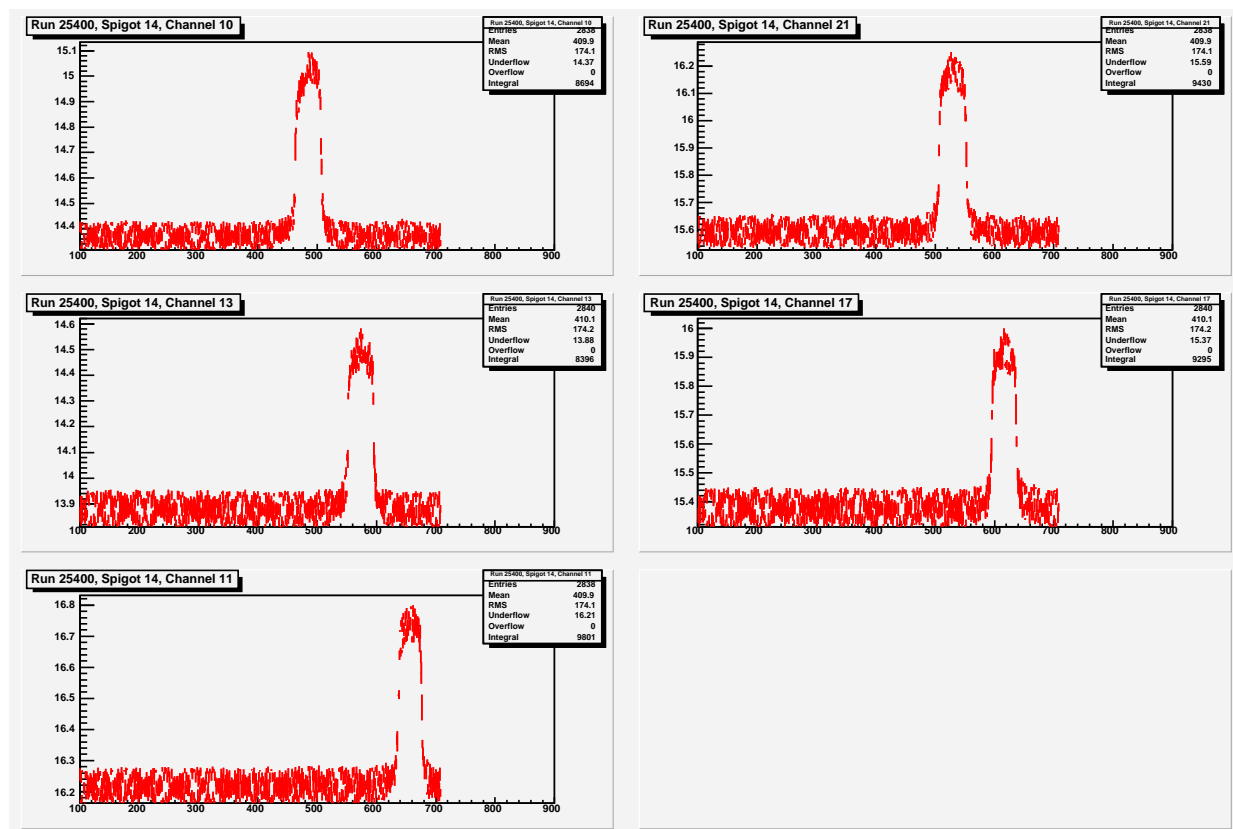 Run 25400, Spigot 14, Channel 10
Run 25400, Spigot 14, Channel 10
Entries 2838
Mean 409.9
RMS 174.1
Underflow 14.37
Overflow 0
Integral 8694
15.1
15
14.9
14.8
14.7
14.6
14.5
14.4
100 200 300 400 500 600 700 800 900
Run 25400, Spigot 14, Channel 21
Run 25400, Spigot 14, Channel 21
Entries 2838
Mean 409.9
RMS 174.1
Underflow 15.59
Overflow 0
Integral 9430
16.2
16.1
16
15.9
15.8
15.7
15.6
100 200 300 400 500 600 700 800 900
Run 25400, Spigot 14, Channel 13
Run 25400, Spigot 14, Channel 13
Entries 2840
Mean 410.1
RMS 174.2
Underflow 13.88
Overflow 0
Integral 8396
14.6
14.5
14.4
14.3
14.2
14.1
14
13.9
100 200 300 400 500 600 700 800 900
Run 25400, Spigot 14, Channel 17
Run 25400, Spigot 14, Channel 17
Entries 2840
Mean 410.1
RMS 174.2
Underflow 15.37
Overflow 0
Integral 9295
16
15.9
15.8
15.7
15.6
15.5
15.4
100 200 300 400 500 600 700 800 900
Run 25400, Spigot 14, Channel 11
Run 25400, Spigot 14, Channel 11
Entries 2838
Mean 409.9
RMS 174.1
Underflow 16.21
Overflow 0
Integral 9801
16.8
16.7
16.6
16.5
16.4
16.3
16.2
100 200 300 400 500 600 700 800 900